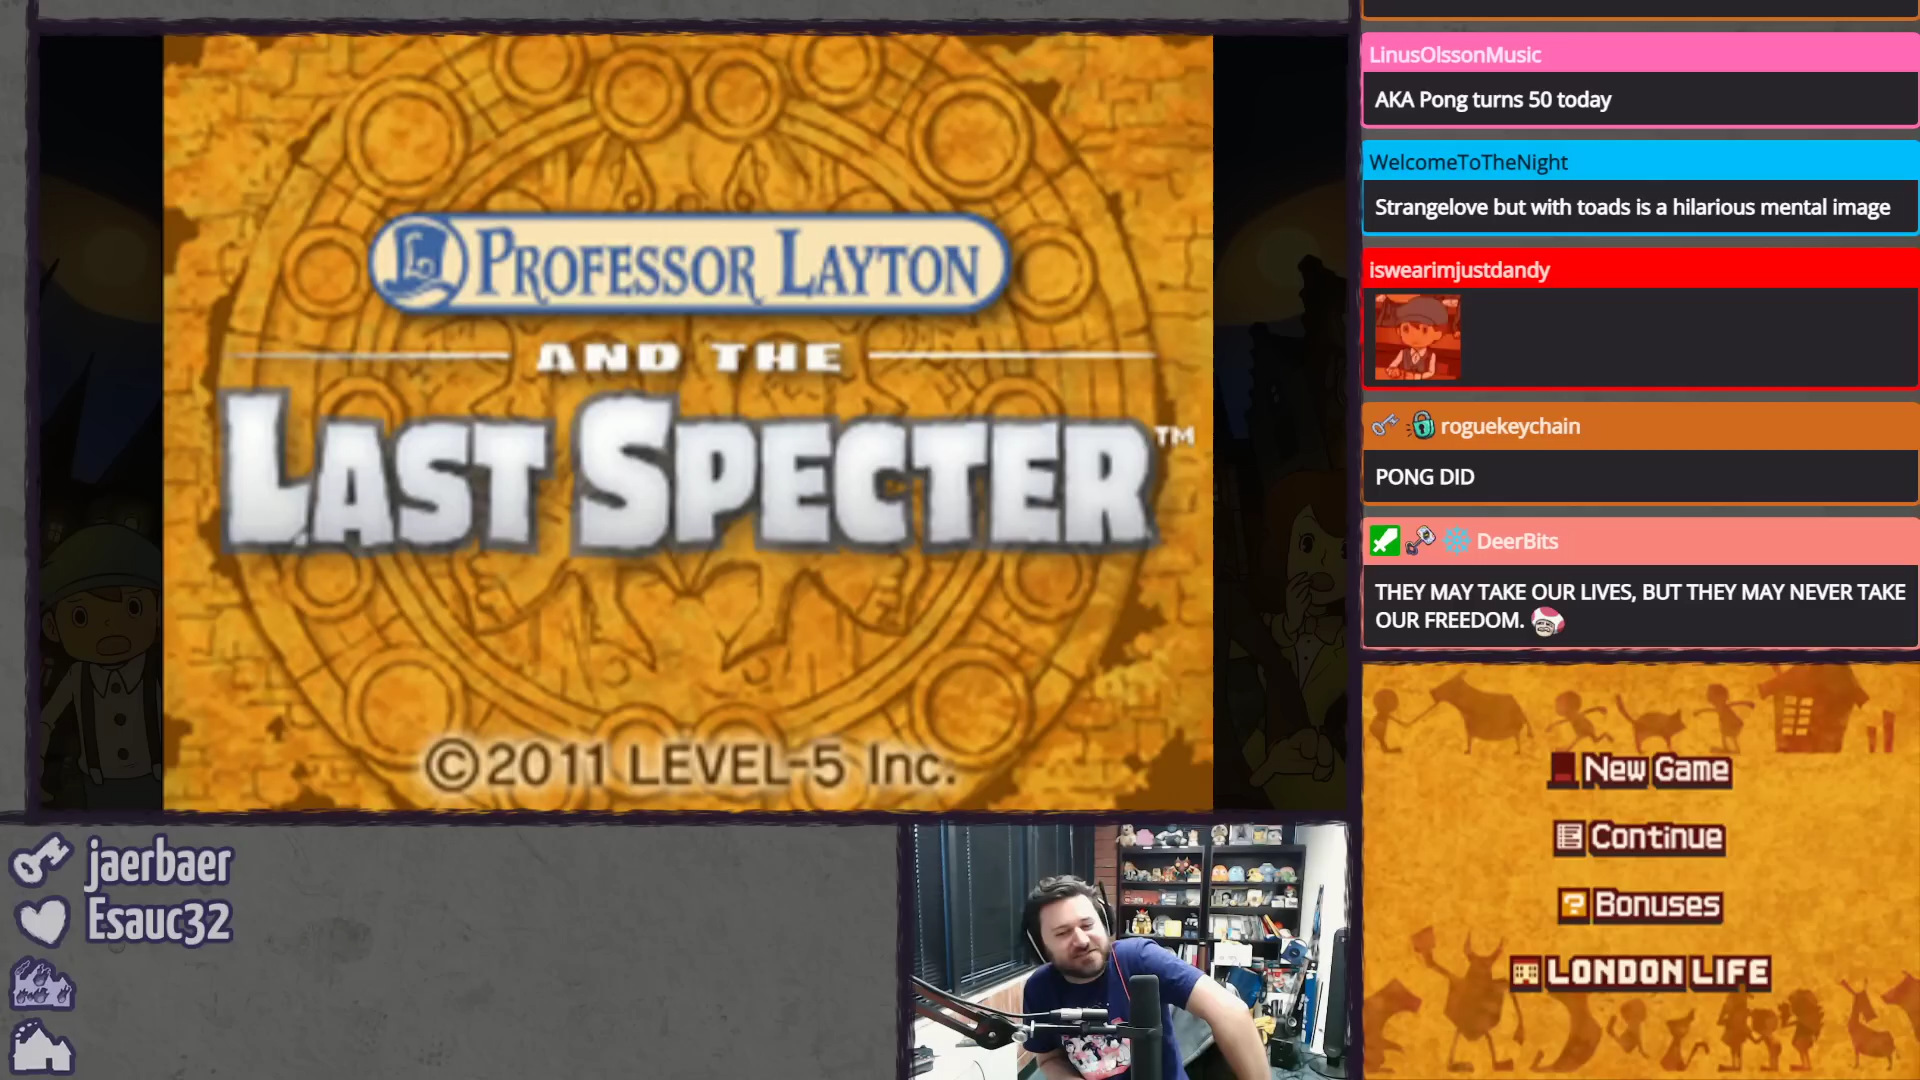 PROFESSOR LAYTON
AND THE
LAST SPECTER™
©2011 LEVEL-5 Inc.
LinusOlssonMusic
AKA Pong turns 50 today
WelcomeToTheNight
Strangelove but with toads is a hilarious mental image
iswearimjustdandy
roguekeychain
PONG DID
DeerBits
THEY MAY TAKE OUR LIVES, BUT THEY MAY NEVER TAKE
OUR FREEDOM.
New Game
Continue
Bonuses
LONDON LIFE
jaerbaer
Esauc32